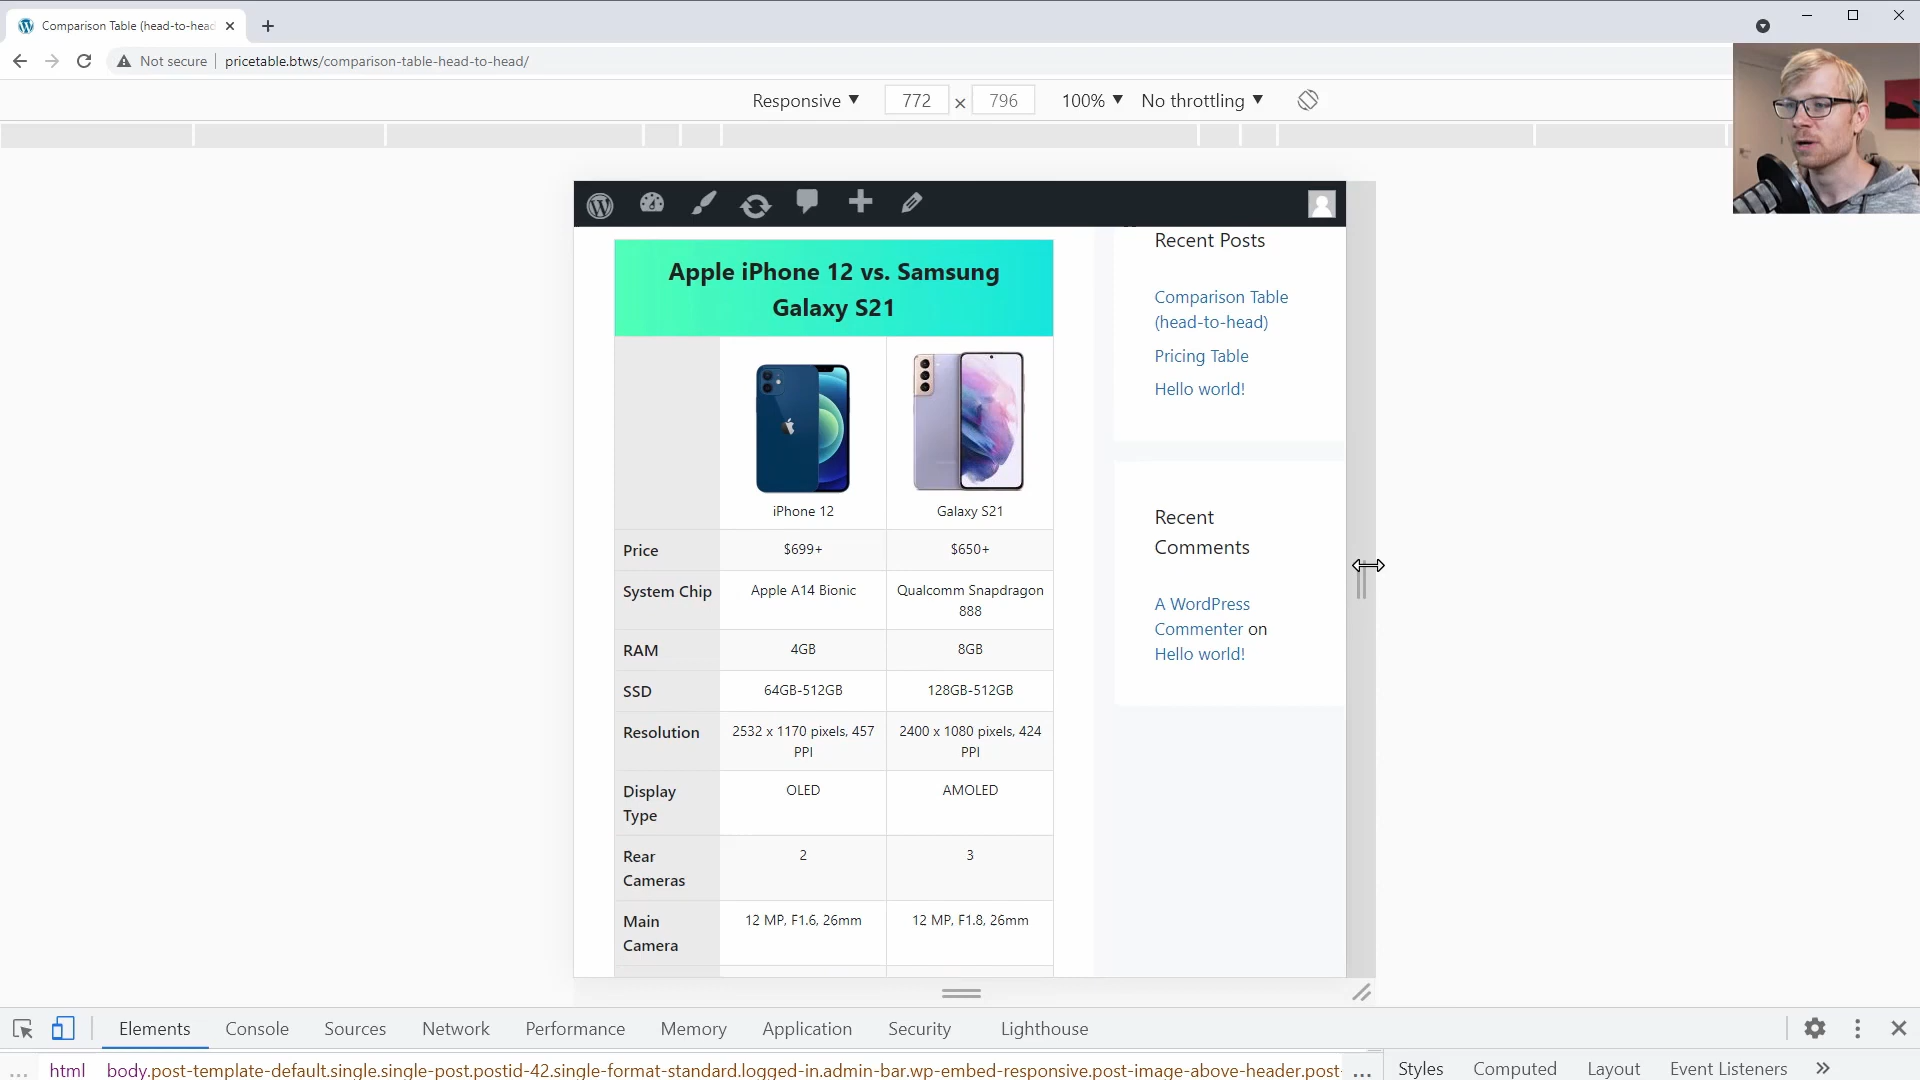 Comparison Table (head-to-head
Not secure
pricetable.btws/comparison-table-head-to-head/
Responsive ▼ 772 × 796 100% ▼ No throttling ▼
Apple iPhone 12 vs. Samsung
Galaxy S21
iPhone 12 Galaxy S21
Price $699+ $650+
System Chip Apple A14 Bionic Qualcomm Snapdragon
888
RAM 4GB 8GB
SSD 64GB-512GB 128GB-512GB
Resolution 2532 x 1170 pixels, 457 2400 x 1080 pixels, 424
PPI PPI
Display OLED AMOLED
Type
Rear 2 3
Cameras
Main 12 MP, F1.6, 26mm 12 MP, F1.8, 26mm
Camera
Recent Posts
Comparison Table
(head-to-head)
Pricing Table
Hello world!
Recent
Comments
A WordPress
Commenter on
Hello world!
Elements Console Sources Network Performance Memory Application Security Lighthouse
... html body.post-template-default.single.single-post.postid-42.single-format-standard.logged-in.admin-bar.wp-embed-responsive.post-image-above-header.post- ...
Styles Computed Layout Event Listeners »